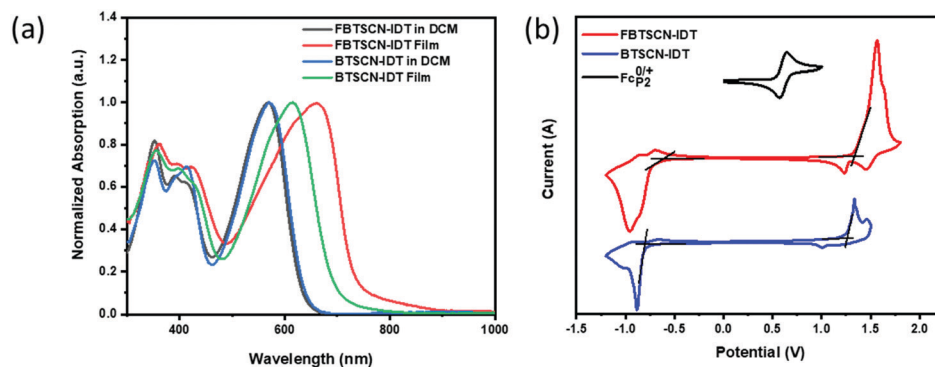 (a)
Normalized Absorption (a.u.)
1.4
1.2
1.0
0.8
0.6
0.4
0.2
0.0
400
600
800
1000
Wavelength (nm)
FBTSCN-IDT in DCM
FBTSCN-IDT Film
BTSCN-IDT in DCM
BTSCN-IDT Film
(b)
Current (A)
FBTSCN-IDT
BTSCN-IDT
Fc0/+
P2
-1.5
-1.0
-0.5
0.0
0.5
1.0
1.5
2.0
Potential (V)